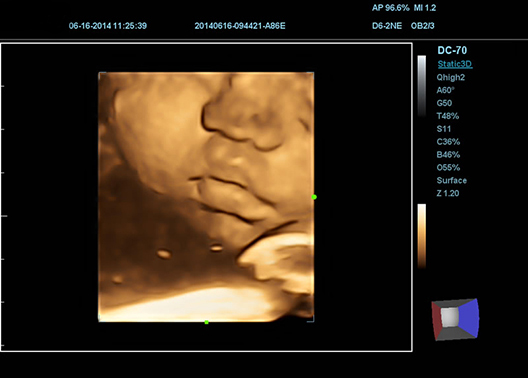 AP 96.6% MI 1.2
06-16-2014 11:25:39 20140616-094421-A86E D6-2NE OB2/3
DC-70
Static3D
Qhigh2
A60°
G50
T48%
S11
C36%
B46%
O55%
Surface
Z 1.20